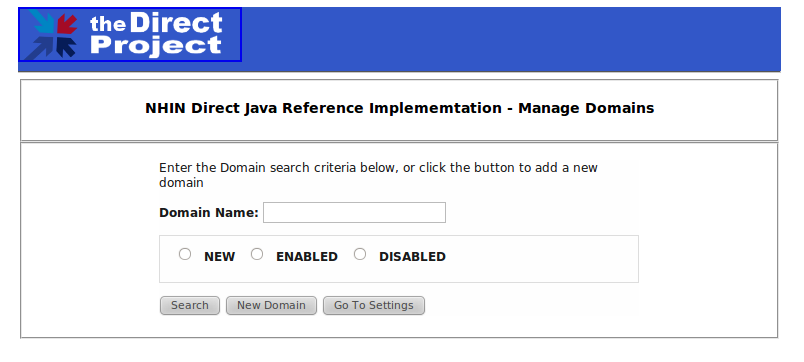 the Direct
Project
NHIN Direct Java Reference Implememtation - Manage Domains
Enter the Domain search criteria below, or click the button to add a new
domain
Domain Name:
NEW ENABLED DISABLED
Search New Domain Go To Settings